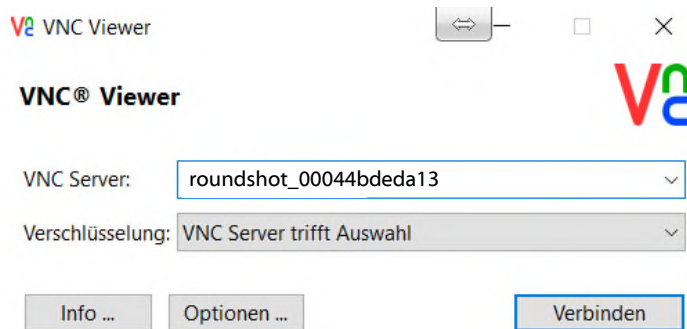 VNC Viewer
VNC® Viewer
VNC Server: roundshot_00044bdeda13
Verschlüsselung: VNC Server trifft Auswahl
Info ... Optionen ... Verbinden